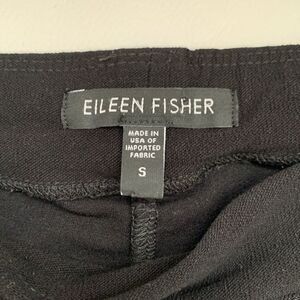 EILEEN FISHER
MADE IN
USA OF
IMPORTED
FABRIC
S